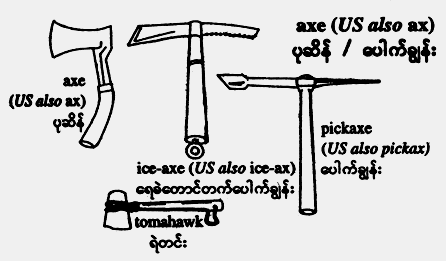 axe (US also ax)
ပုဆိန် / ပေါက်ချွန်း
axe
(US also ax)
ပုဆိန်
pickaxe
(US also pickax)
ပေါက်ချွန်း
ice-axe (US also ice-ax)
ရေခဲတောင်တက်ပေါက်ချွန်း
tomahawk
ရဲတင်း